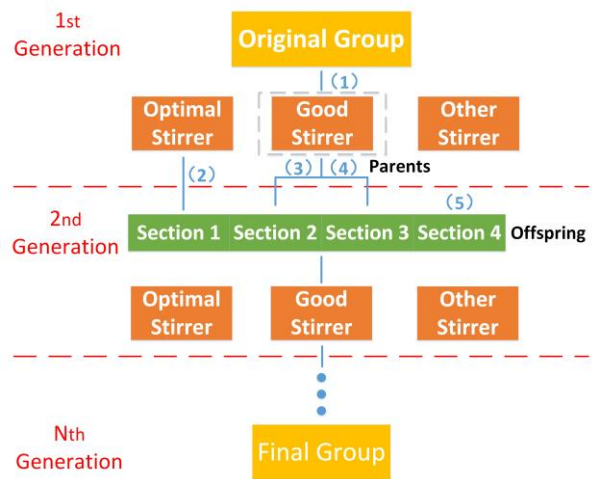 1st
Generation
Original Group
(1)
Optimal
Stirrer
Good
Stirrer
Other
Stirrer
(2)
(3)
(4)
Parents
2nd
Generation
(5)
Section 1
Section 2
Section 3
Section 4
Offspring
Optimal
Stirrer
Good
Stirrer
Other
Stirrer
Nth
Generation
Final Group